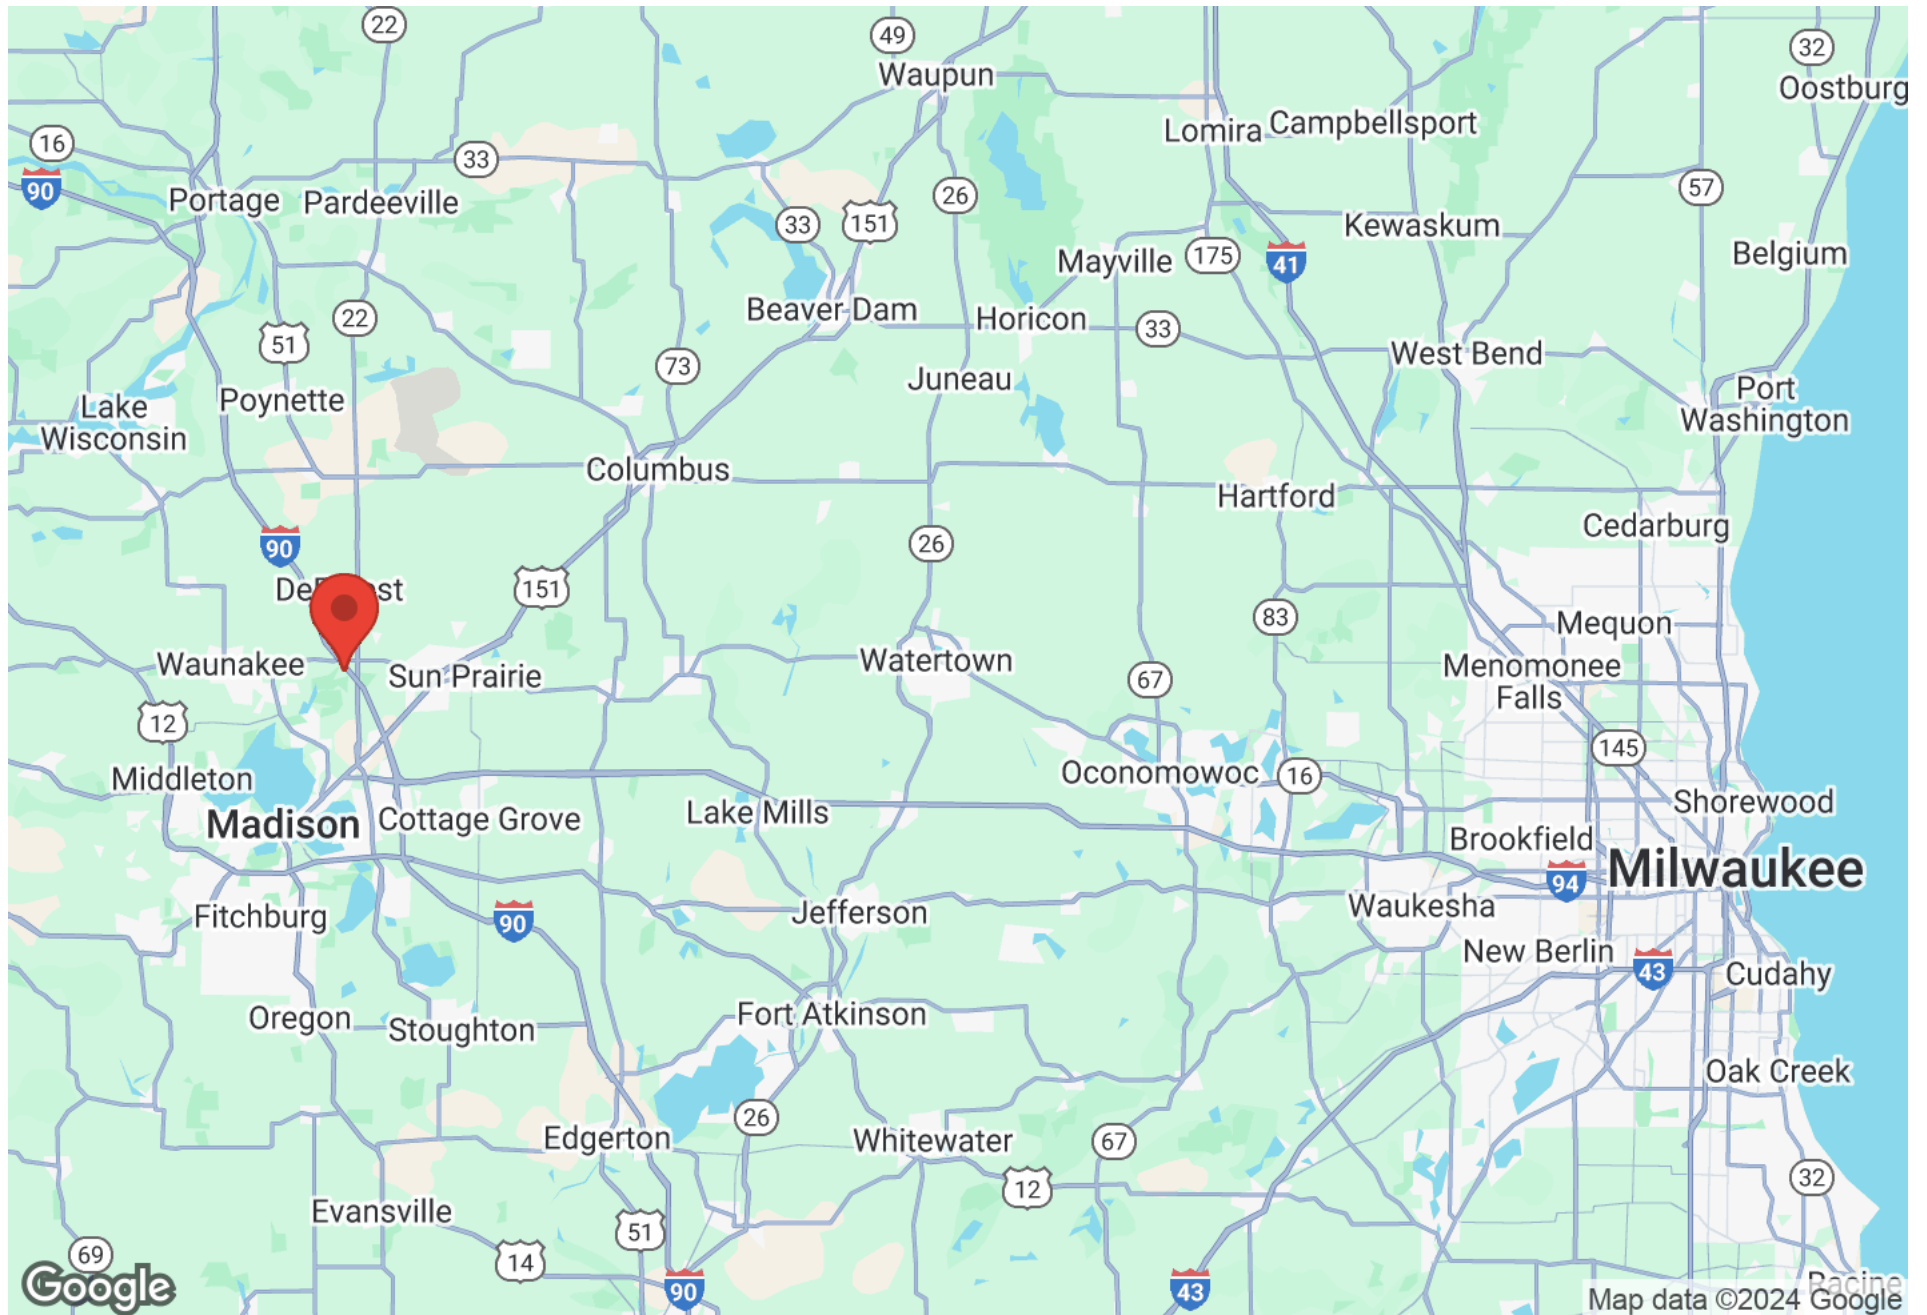 22
49
Waupun
32
Oostburg
Lomira
Campbellsport
16
33
90
Portage
Pardeeville
26
57
33
151
Kewaskum
175
Belgium
Mayville
41
Beaver Dam
Horicon
22
33
51
West Bend
73
Juneau
Poynette
Port
Washington
Lake
Wisconsin
Columbus
Hartford
Cedarburg
26
90
151
83
Mequon
Waunakee
Sun Prairie
Watertown
Menomonee
Falls
67
12
145
Middleton
Oconomowoc
16
Shorewood
Madison
Cottage Grove
Lake Mills
Brookfield
Milwaukee
94
Waukesha
Jefferson
Fitchburg
90
New Berlin
43
Cudahy
Oregon
Stoughton
Fort Atkinson
Oak Creek
26
Edgerton
Whitewater
67
12
32
Evansville
51
69
14
Google
90
43
Racine
Map data ©2024 Google